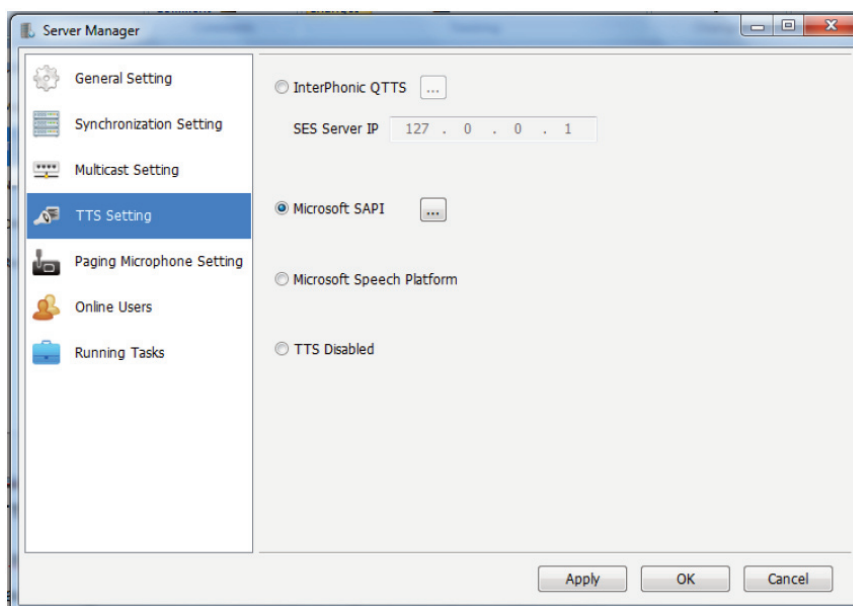 Server Manager
General Setting
Synchronization Setting
Multicast Setting
TTS Setting
Paging Microphone Setting
Online Users
Running Tasks
InterPhonic QTTS ...
SES Server IP 127 . 0 . 0 . 1
Microsoft SAPI ...
Microsoft Speech Platform
TTS Disabled
Apply OK Cancel